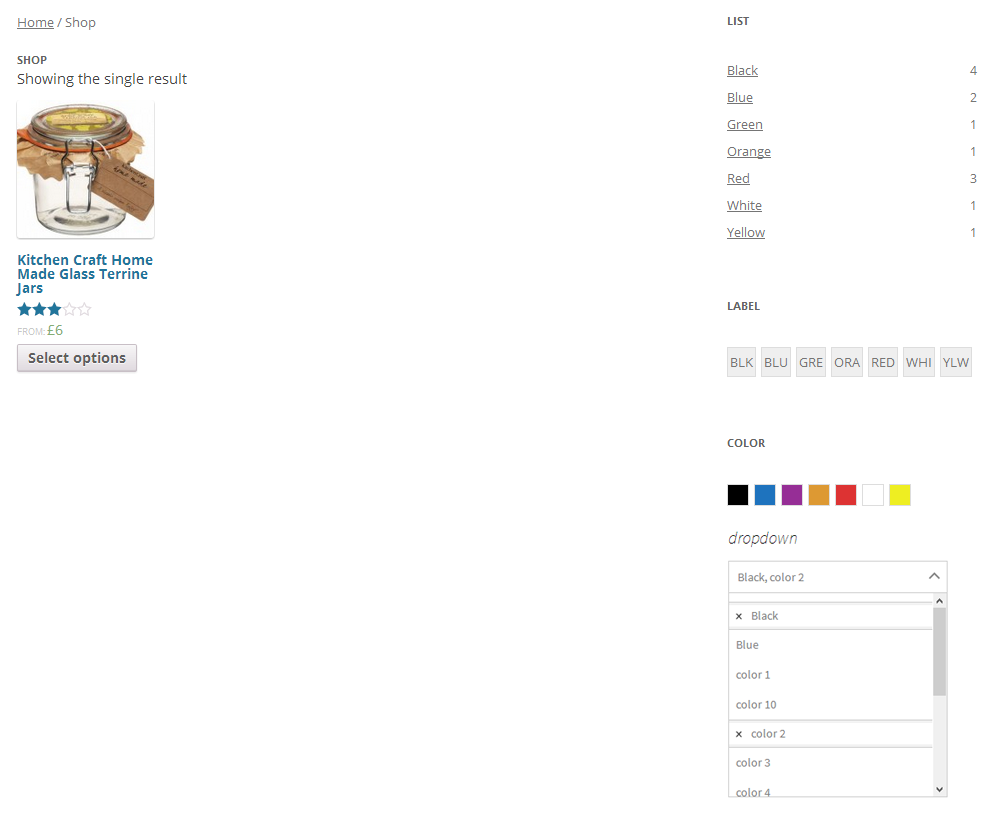 Home / Shop
SHOP
Showing the single result
Kitchen Craft Home
Made Glass Terrine
Jars
FROM: £6
Select options
LIST
Black 4
Blue 2
Green 1
Orange 1
Red 3
White 1
Yellow 1
LABEL
BLK BLU GRE ORA RED WHI YLW
COLOR
dropdown
Black, color 2
× Black
Blue
color 1
color 10
× color 2
color 3
color 4